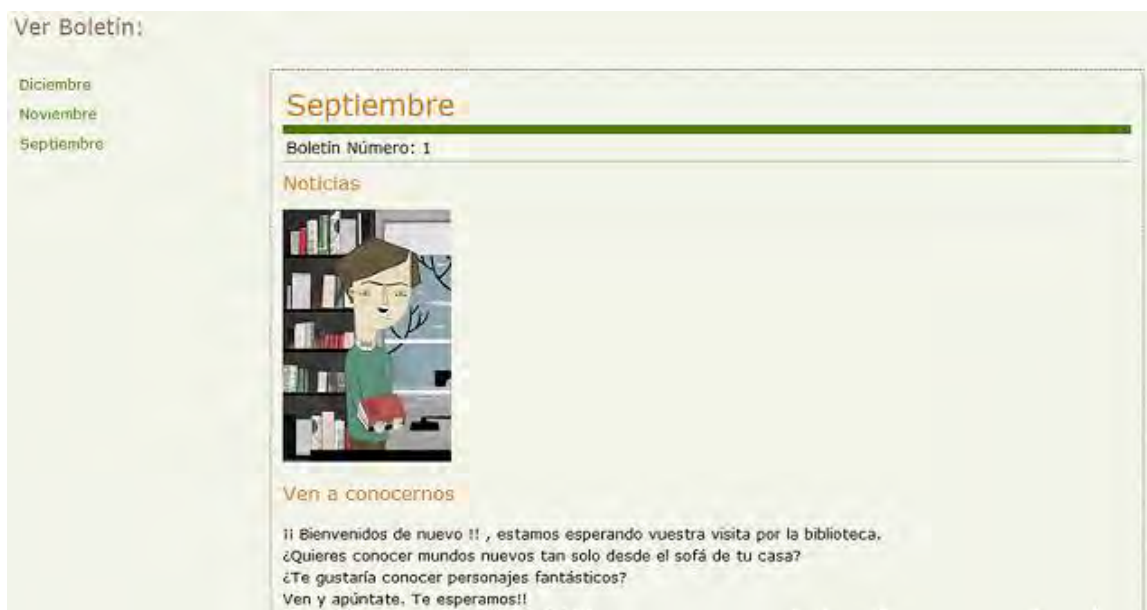 Ver Boletín:
Diciembre
Noviembre
Septiembre
Septiembre
Boletín Número: 1
Noticias
Ven a conocernos
¡¡ Bienvenidos de nuevo !! , estamos esperando vuestra visita por la biblioteca.
¿Quieres conocer mundos nuevos tan solo desde el sofá de tu casa?
¿Te gustaría conocer personajes fantásticos?
Ven y apúntate. Te esperamos!!